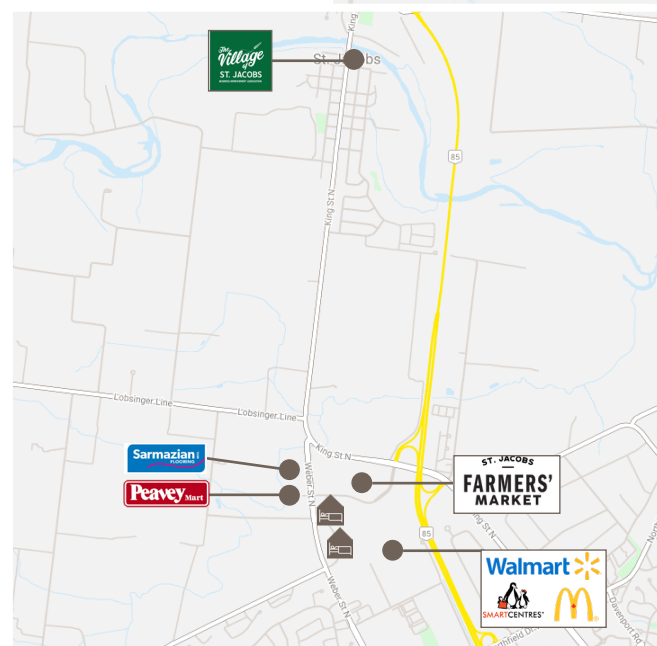 King
The
Village
of
ST. JACOBS
St. Jacobs
85
King St N
Lobsinger Line
Lobsinger Line
King St N
Sarmazian
FLOORING
Weber St N
Peavey Mart
ST. JACOBS
FARMERS'
MARKET
King St N
85
Walmart
SMARTCENTRES
Weber St N
Davenport Rd